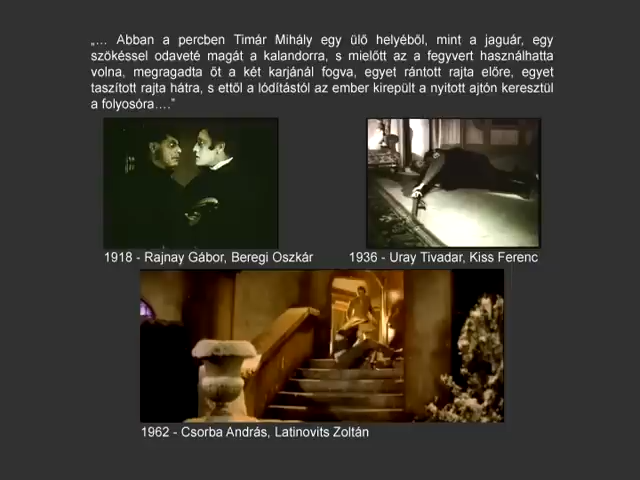 „… Abban a percben Timár Mihály egy ülő helyéből, mint a jaguár, egy
szökéssel odaveté magát a kalandorra, s mielőtt az a fegyvert használhatta
volna, megragadta őt a két karjánál fogva, egyet rántott rajta előre, egyet
taszított rajta hátra, s ettől a lódítástól az ember kirepült a nyitott ajtón keresztül
a folyosóra….”
1918 - Rajnay Gábor, Beregi Oszkár
1936 - Uray Tivadar, Kiss Ferenc
1962 - Csorba András, Latinovits Zoltán